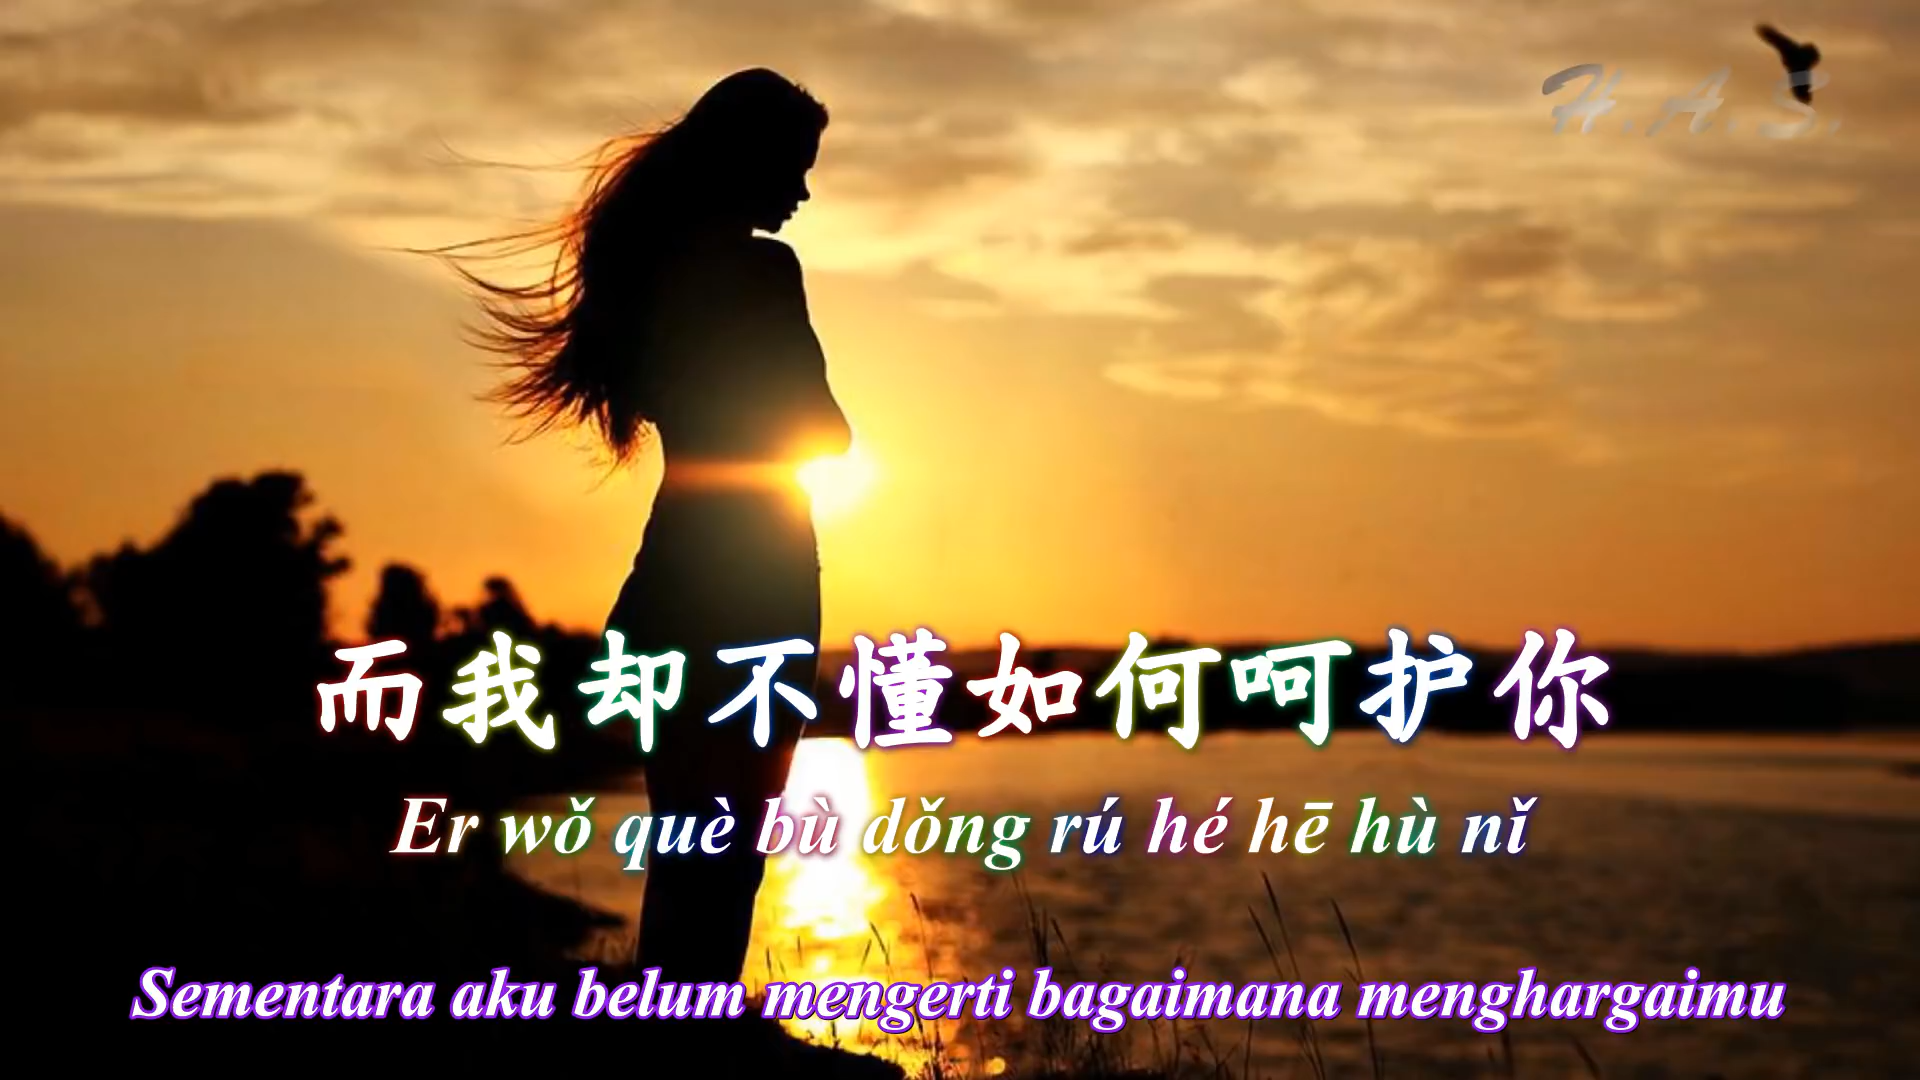 H.A.S.
而我却不懂如何呵护你
Er wǒ què bù dǒng rú hé hē hù nǐ
Sementara aku belum mengerti bagaimana menghargaimu